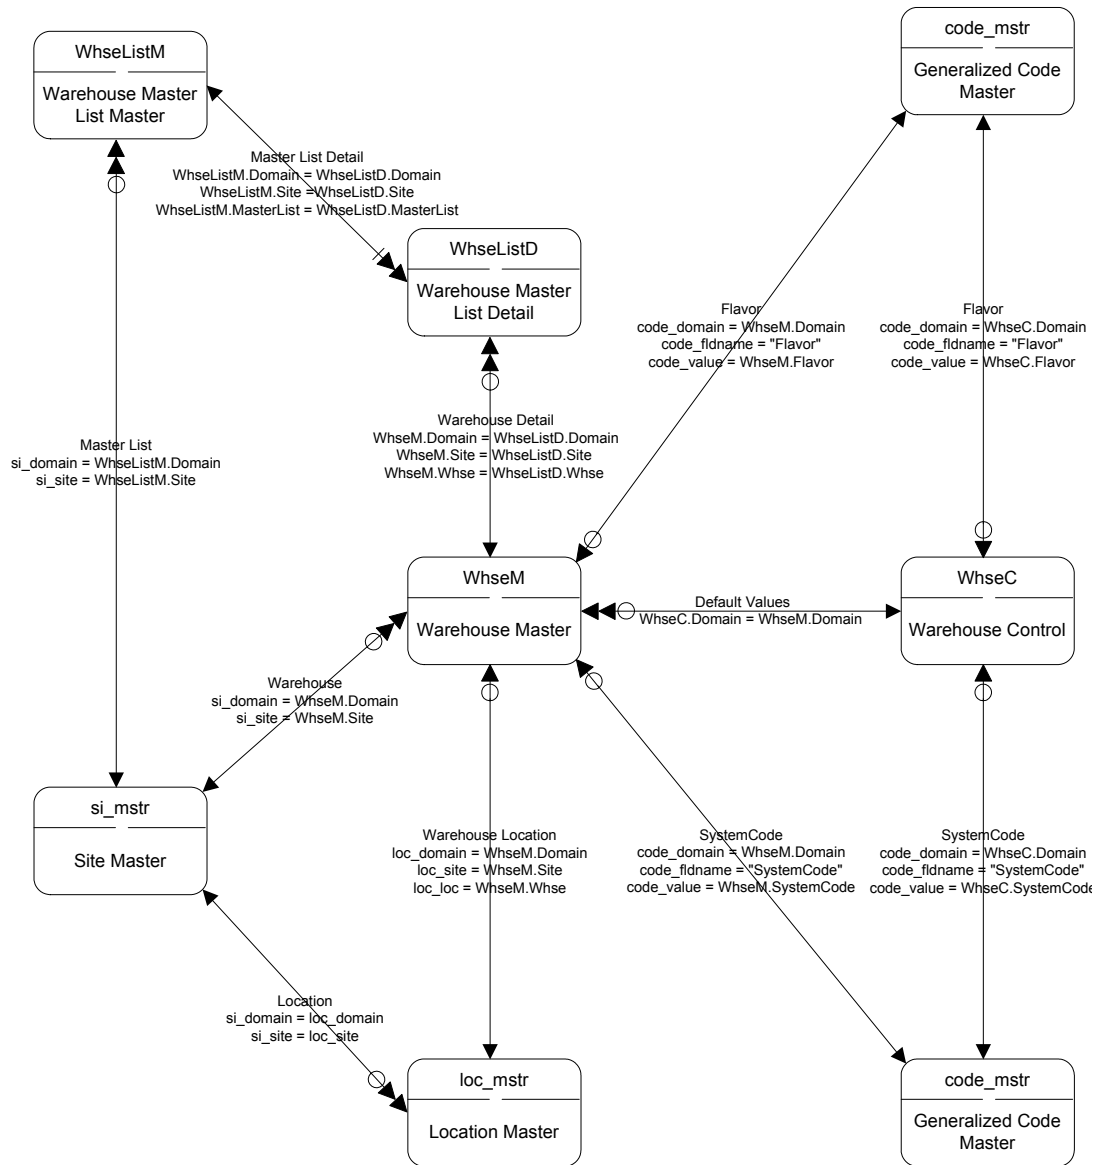 code_mstr
Generalized Code
Master
WhseListM
Warehouse Master
List Master
Master List Detail
WhseListM.Domain = WhseListD.Domain
WhseListM.Site =WhseListD.Site
WhseListM.MasterList = WhseListD.MasterList
WhseListD
Warehouse Master
List Detail
Flavor
code_domain = WhseM.Domain
code_fldname = "Flavor"
code_value = WhseM.Flavor
Flavor
code_domain = WhseC.Domain
code_fldname = "Flavor"
code_value = WhseC.Flavor
Master List
si_domain = WhseListM.Domain
si_site = WhseListM.Site
Warehouse Detail
WhseM.Domain = WhseListD.Domain
WhseM.Site = WhseListD.Site
WhseM.Whse = WhseListD.Whse
WhseM
Warehouse Master
Default Values
WhseC.Domain = WhseM.Domain
WhseC
Warehouse Control
Warehouse
si_domain = WhseM.Domain
si_site = WhseM.Site
si_mstr
Site Master
Warehouse Location
loc_domain = WhseM.Domain
loc_site = WhseM.Site
loc_loc = WhseM.Whse
SystemCode
code_domain = WhseM.Domain
code_fldname = "SystemCode"
code_value = WhseM.SystemCode
SystemCode
code_domain = WhseC.Domain
code_fldname = "SystemCode"
code_value = WhseC.SystemCode
Location
si_domain = loc_domain
si_site = loc_site
loc_mstr
Location Master
code_mstr
Generalized Code
Master